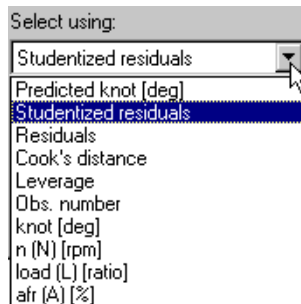 Select using:
Studentized residuals
Predicted knot [deg]
Studentized residuals
Residuals
Cook's distance
Leverage
Obs. number
knot [deg]
n (N) [rpm]
load (L) [ratio]
afr (A) [%]